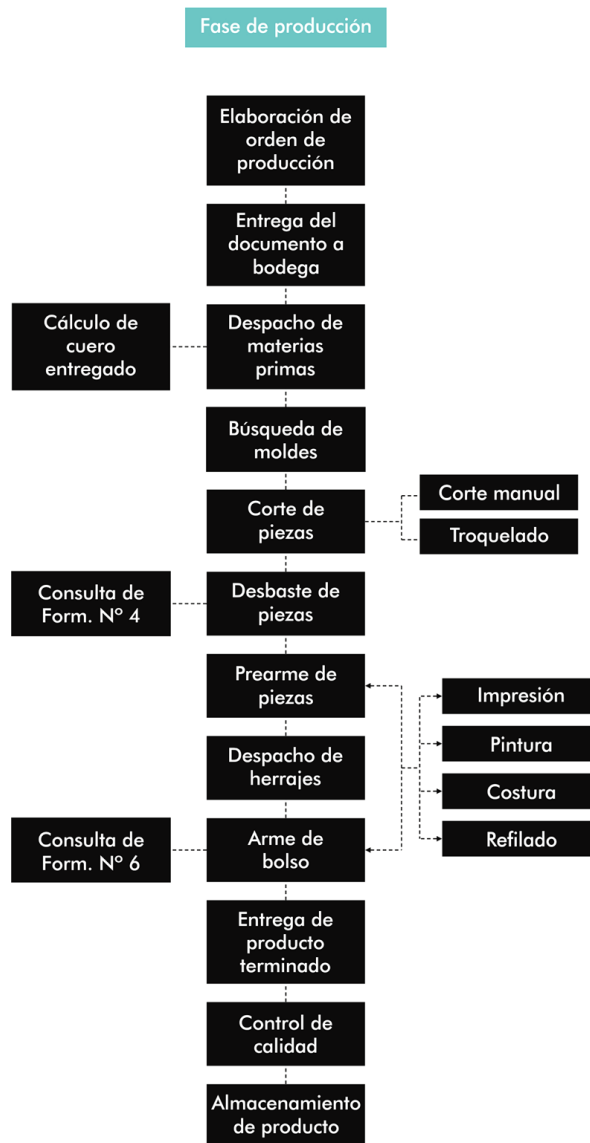 Fase de producción
Elaboración de
orden de
producción
Entrega del
documento a
bodega
Cálculo de
cuero
entregado
Despacho de
materias
primas
Búsqueda de
moldes
Corte de
piezas
Corte manual
Troquelado
Consulta de
Form. Nº 4
Desbaste de
piezas
Prearme de
piezas
Impresión
Pintura
Costura
Refilado
Despacho de
herrajes
Consulta de
Form. Nº 6
Arme de
bolso
Entrega de
producto
terminado
Control de
calidad
Almacenamiento
de producto